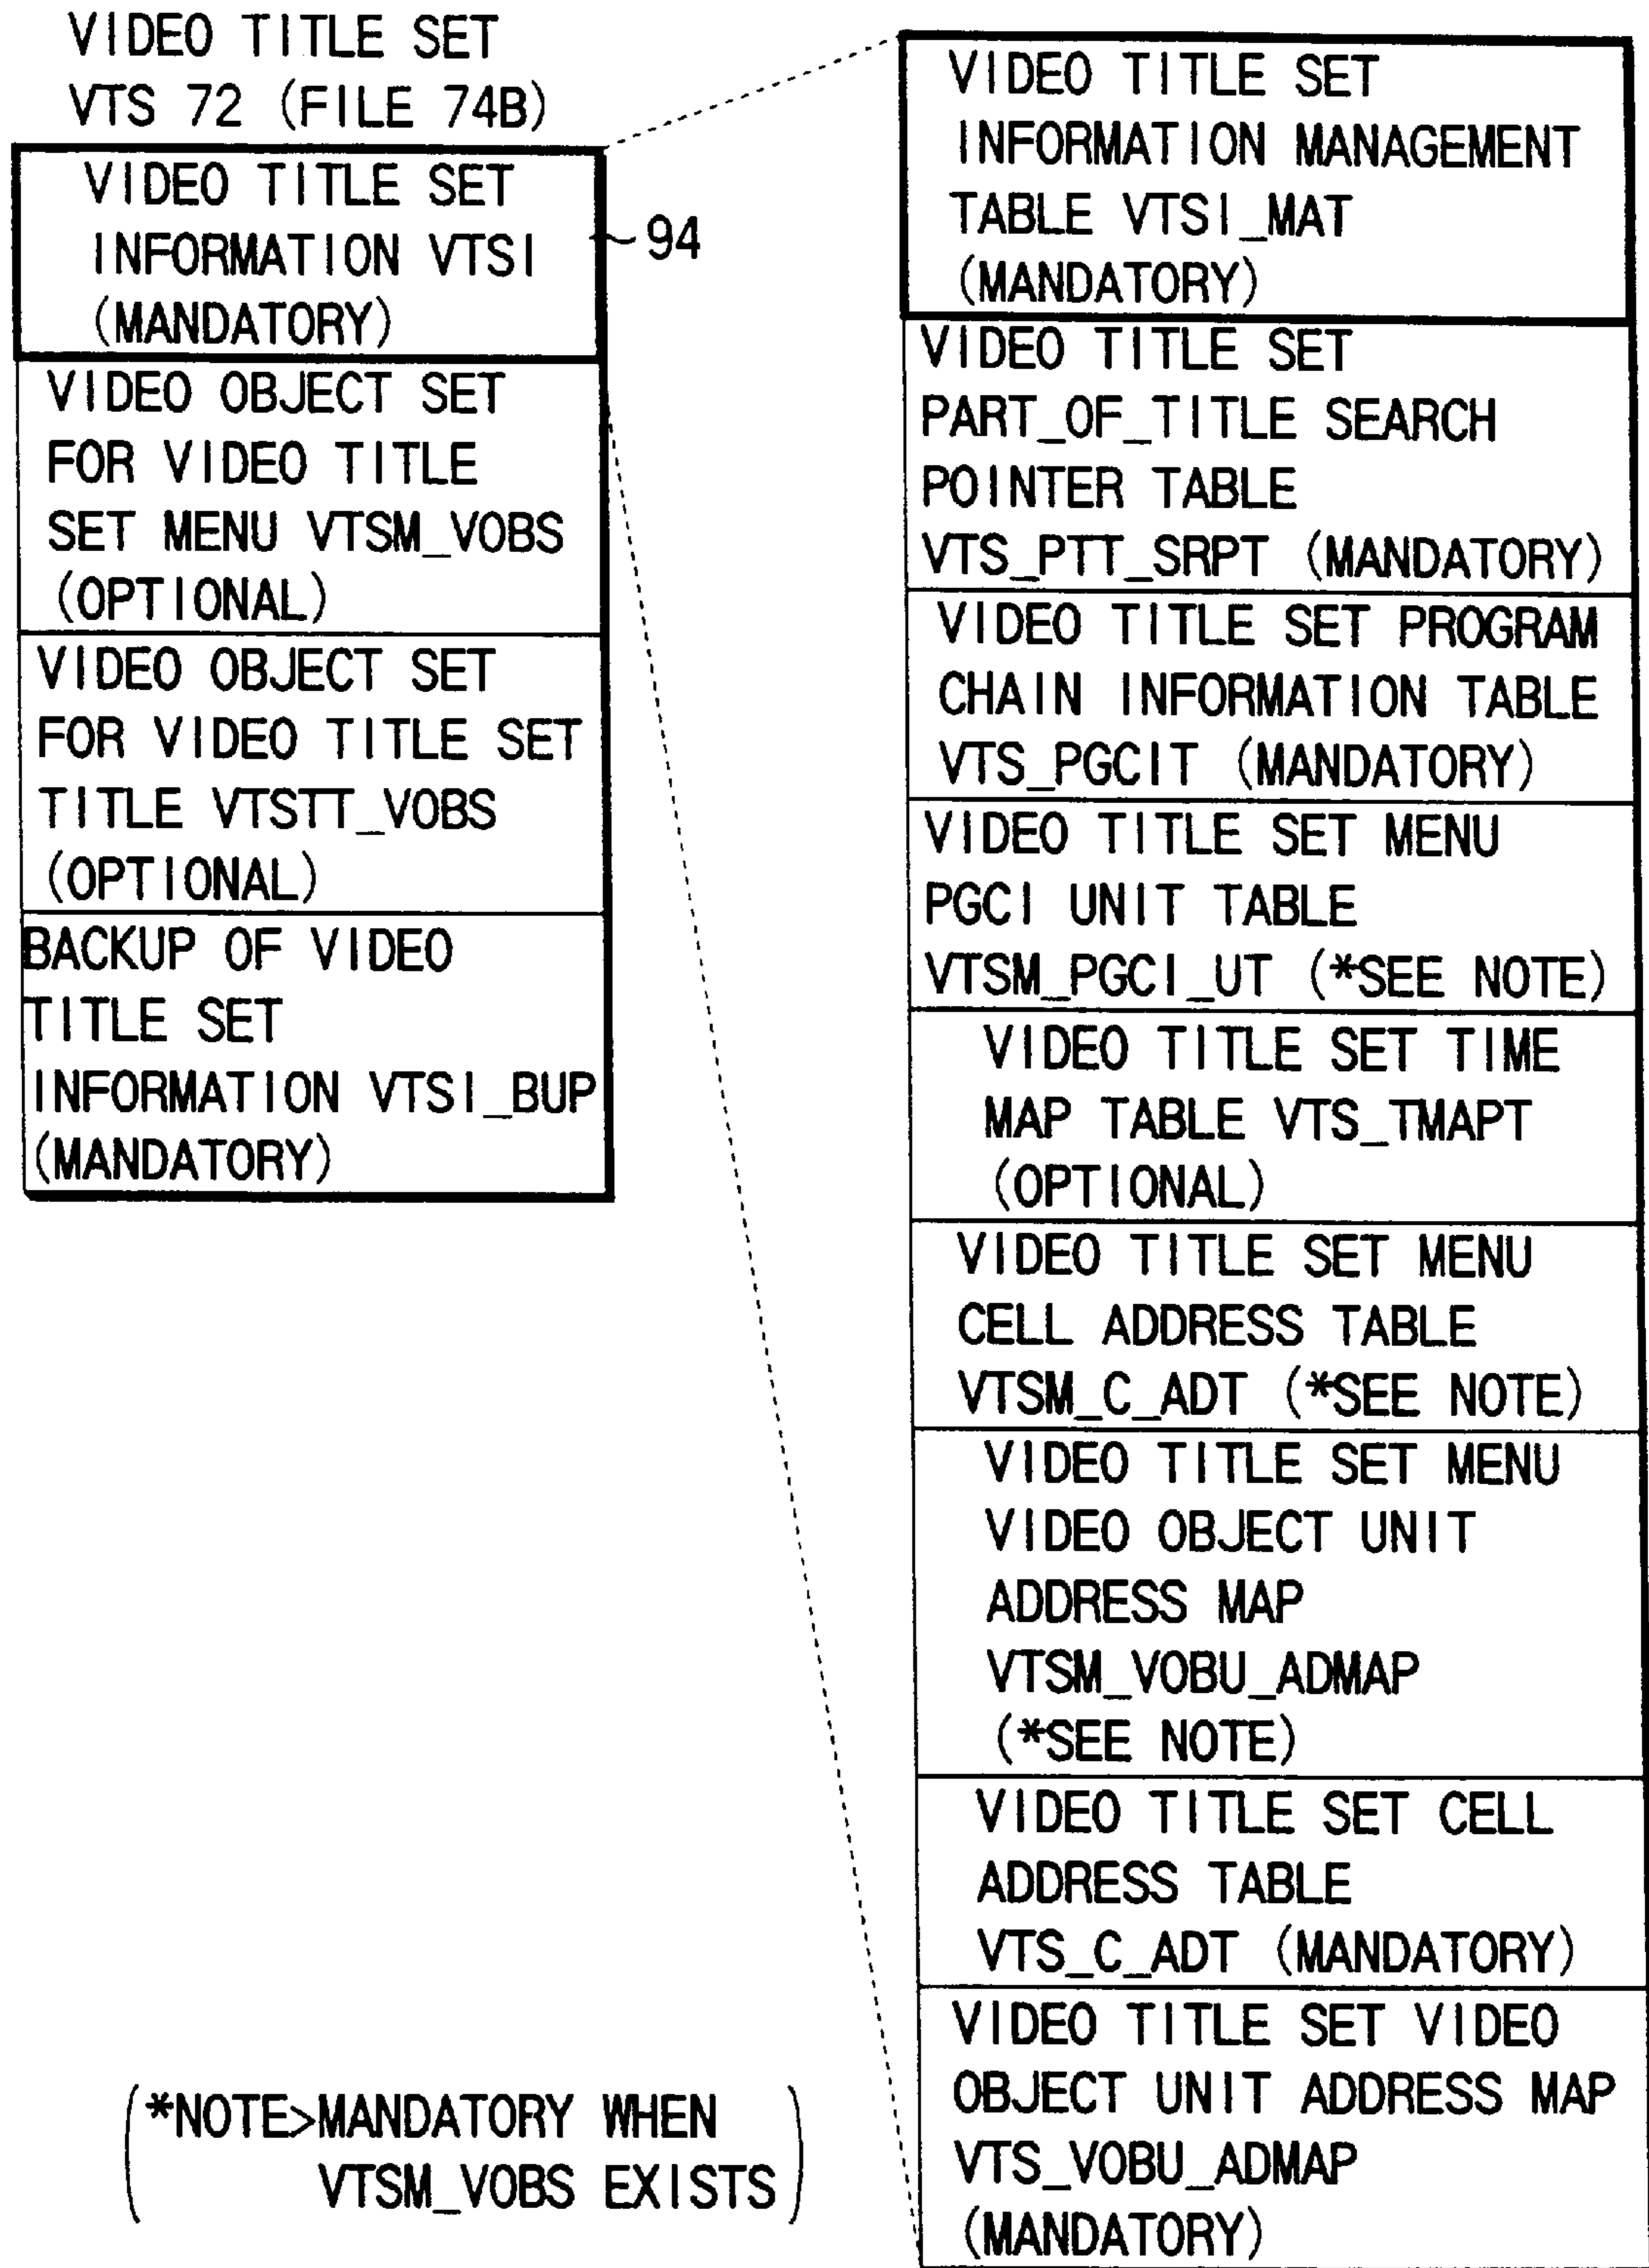 VIDEO TITLE SET
VTS 72 (FILE 74B)
VIDEO TITLE SET
INFORMATION VTSI
(MANDATORY)
94
VIDEO OBJECT SET
FOR VIDEO TITLE
SET MENU VTSM_VOBS
(OPTIONAL)
VIDEO OBJECT SET
FOR VIDEO TITLE SET
TITLE VTSTT_VOBS
(OPTIONAL)
BACKUP OF VIDEO
TITLE SET
INFORMATION VTSI_BUP
(MANDATORY)
VIDEO TITLE SET
INFORMATION MANAGEMENT
TABLE VTSI_MAT
(MANDATORY)
VIDEO TITLE SET
PART_OF_TITLE SEARCH
POINTER TABLE
VTS_PTT_SRPT (MANDATORY)
VIDEO TITLE SET PROGRAM
CHAIN INFORMATION TABLE
VTS_PGCIT (MANDATORY)
VIDEO TITLE SET MENU
PGCI UNIT TABLE
VTSM_PGCI_UT (*SEE NOTE)
VIDEO TITLE SET TIME
MAP TABLE VTS_TMAPT
(OPTIONAL)
VIDEO TITLE SET MENU
CELL ADDRESS TABLE
VTSM_C_ADT (*SEE NOTE)
VIDEO TITLE SET MENU
VIDEO OBJECT UNIT
ADDRESS MAP
VTSM_VOBU_ADMAP
(*SEE NOTE)
VIDEO TITLE SET CELL
ADDRESS TABLE
VTS_C_ADT (MANDATORY)
VIDEO TITLE SET VIDEO
OBJECT UNIT ADDRESS MAP
VTS_VOBU_ADMAP
(MANDATORY)
(*NOTE>MANDATORY WHEN
VTSM_VOBS EXISTS)